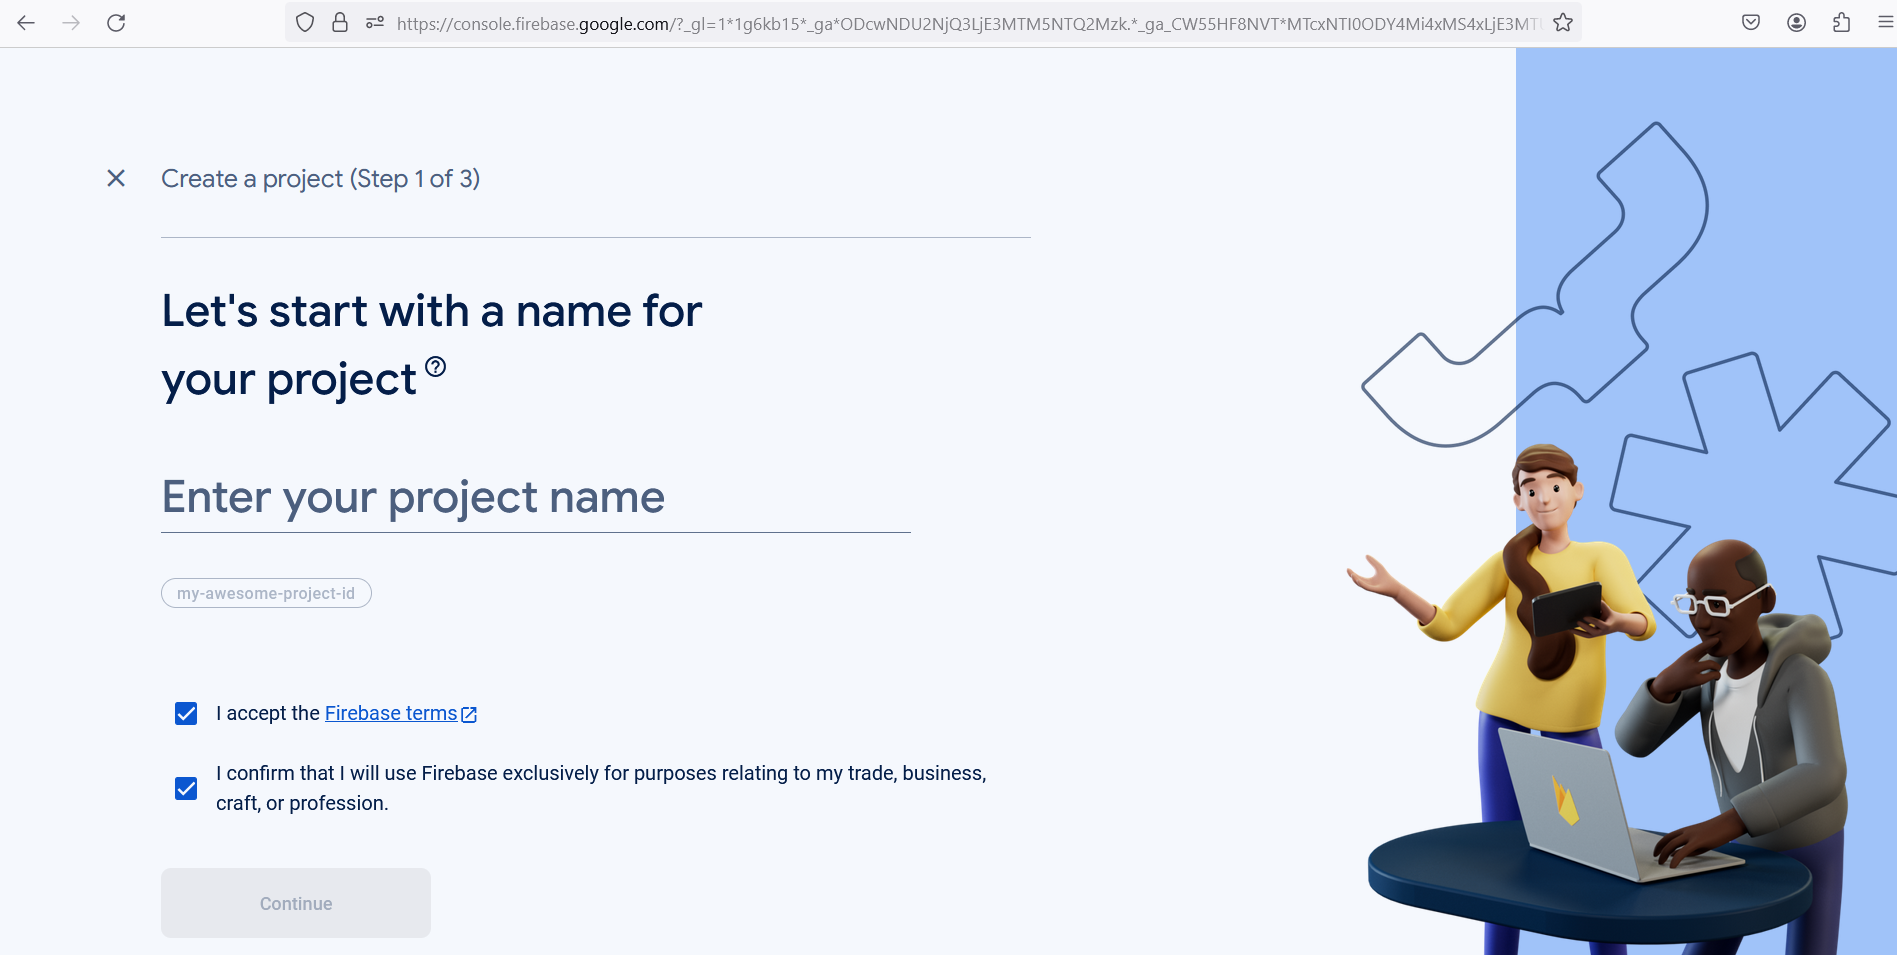 https://console.firebase.google.com/?_gl=1*1g6kb15*_ga*ODcwNDU2NjQ3LjE3MTM5NTQ2Mzk.*_ga_CW55HF8NVT*MTcxNTI0ODY4Mi4xMS4xLjE3MT
Create a project (Step 1 of 3)
Let's start with a name for
your project
Enter your project name
my-awesome-project-id
I accept the Firebase terms
I confirm that I will use Firebase exclusively for purposes relating to my trade, business,
craft, or profession.
Continue